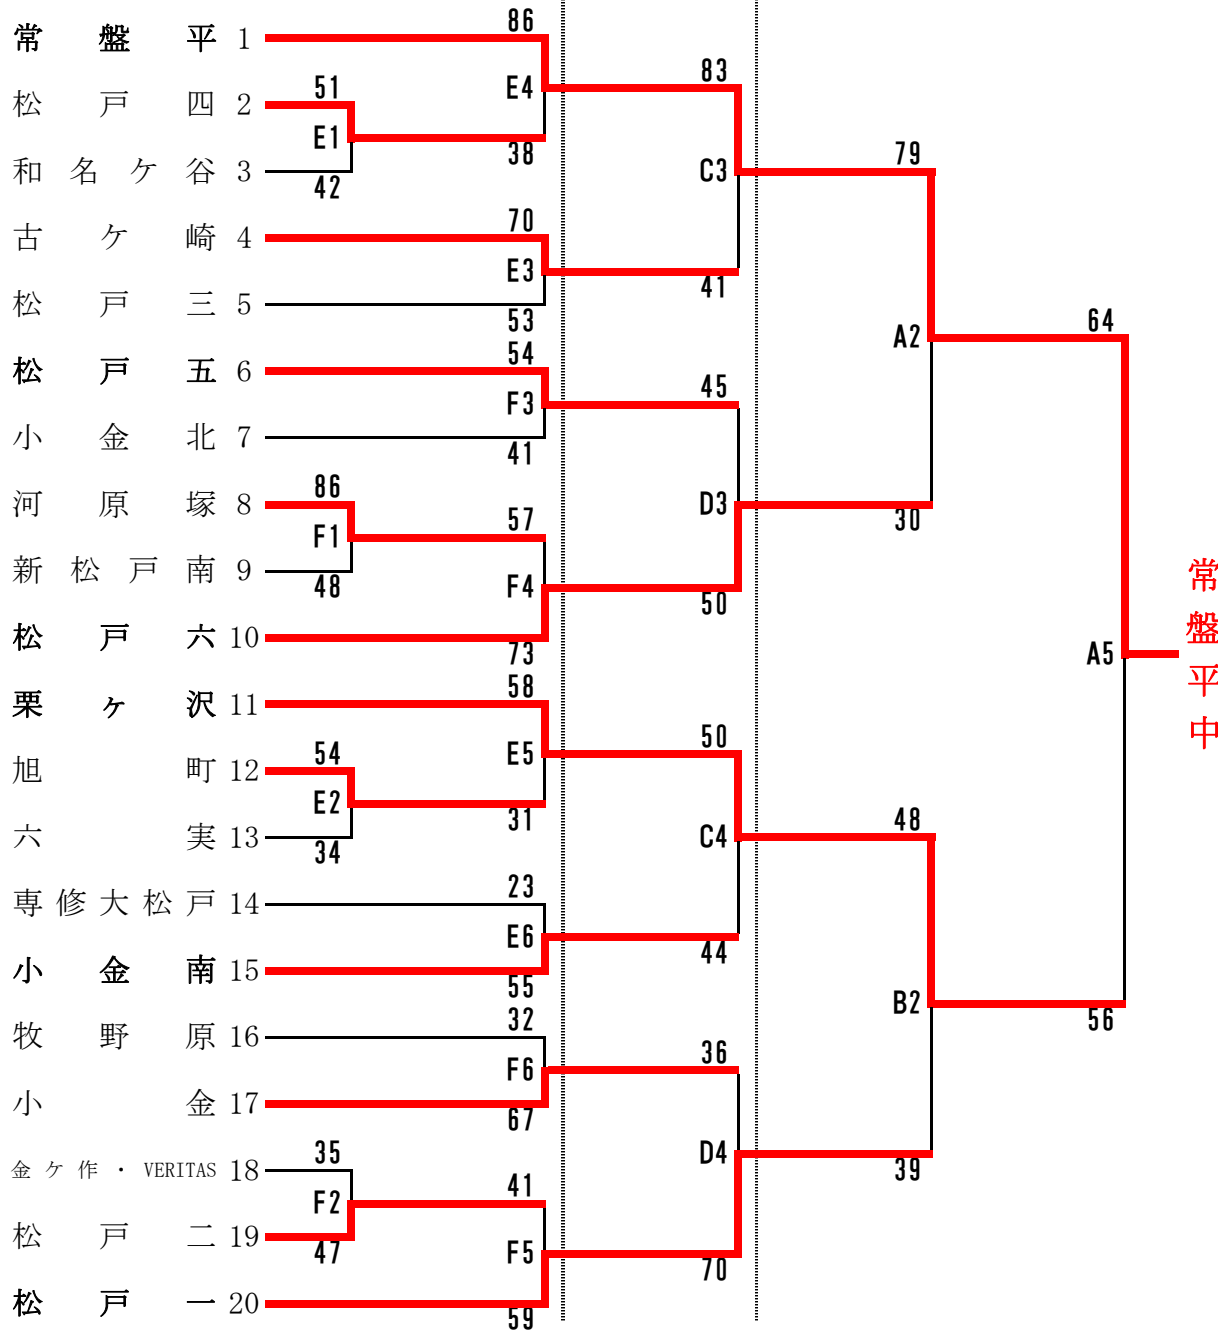 常盤平 1
松戸四 2
和名ケ谷 3
古ケ崎 4
松戸三 5
松戸五 6
小金北 7
河原塚 8
新松戸南 9
松戸六 10
栗ヶ沢 11
旭町 12
六実 13
専修大松戸 14
小金南 15
牧野原 16
小金 17
金ケ作・VERITAS 18
松戸二 19
松戸一 20
51
E1
42
86
F1
48
54
E2
34
35
F2
47
86
E4
38
70
E3
53
54
F3
41
57
F4
73
58
E5
31
23
E6
55
32
F6
67
41
F5
59
83
C3
41
45
D3
50
50
C4
44
36
D4
70
79
A2
30
48
B2
39
64
A5
56
常盤平中